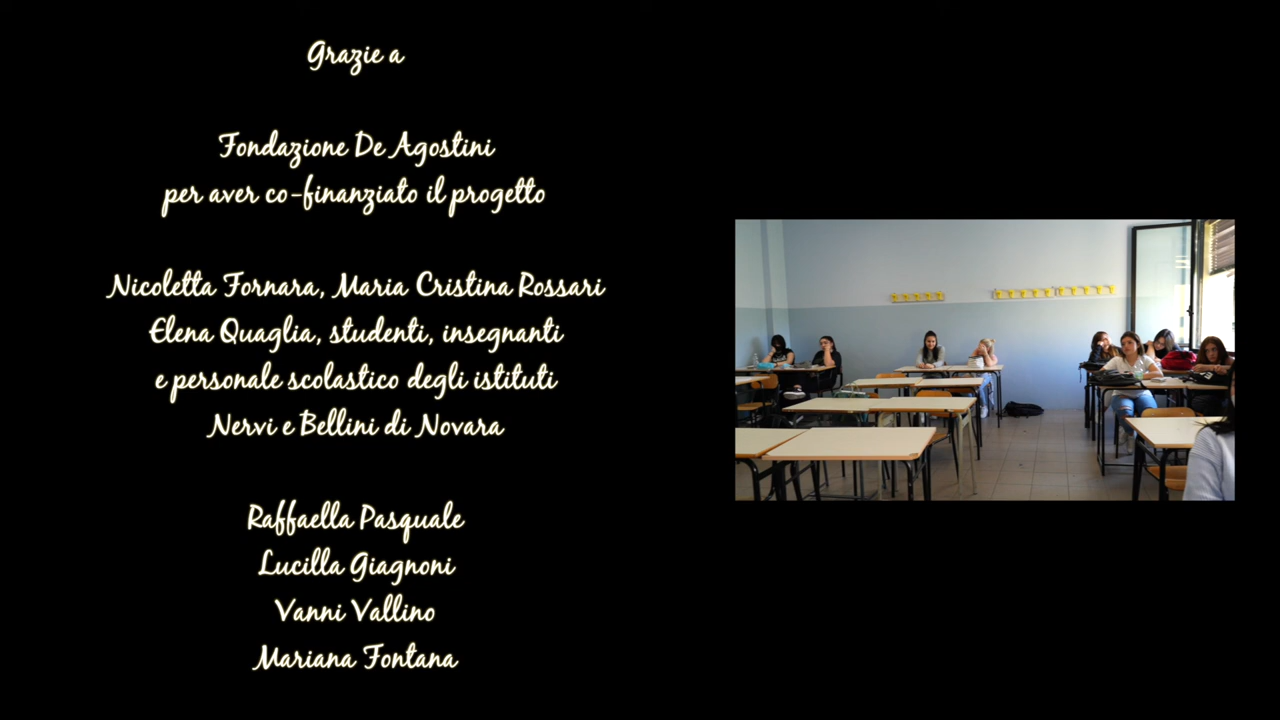 Grazie a
Fondazione De Agostini
per aver co-finanziato il progetto
Nicoletta Fornara, Maria Cristina Rossari
Elena Quaglia, studenti, insegnanti
e personale scolastico degli istituti
Nervi e Bellini di Novara
Raffaella Pasquale
Lucilla Giagnoni
Vanni Vallino
Mariana Fontana